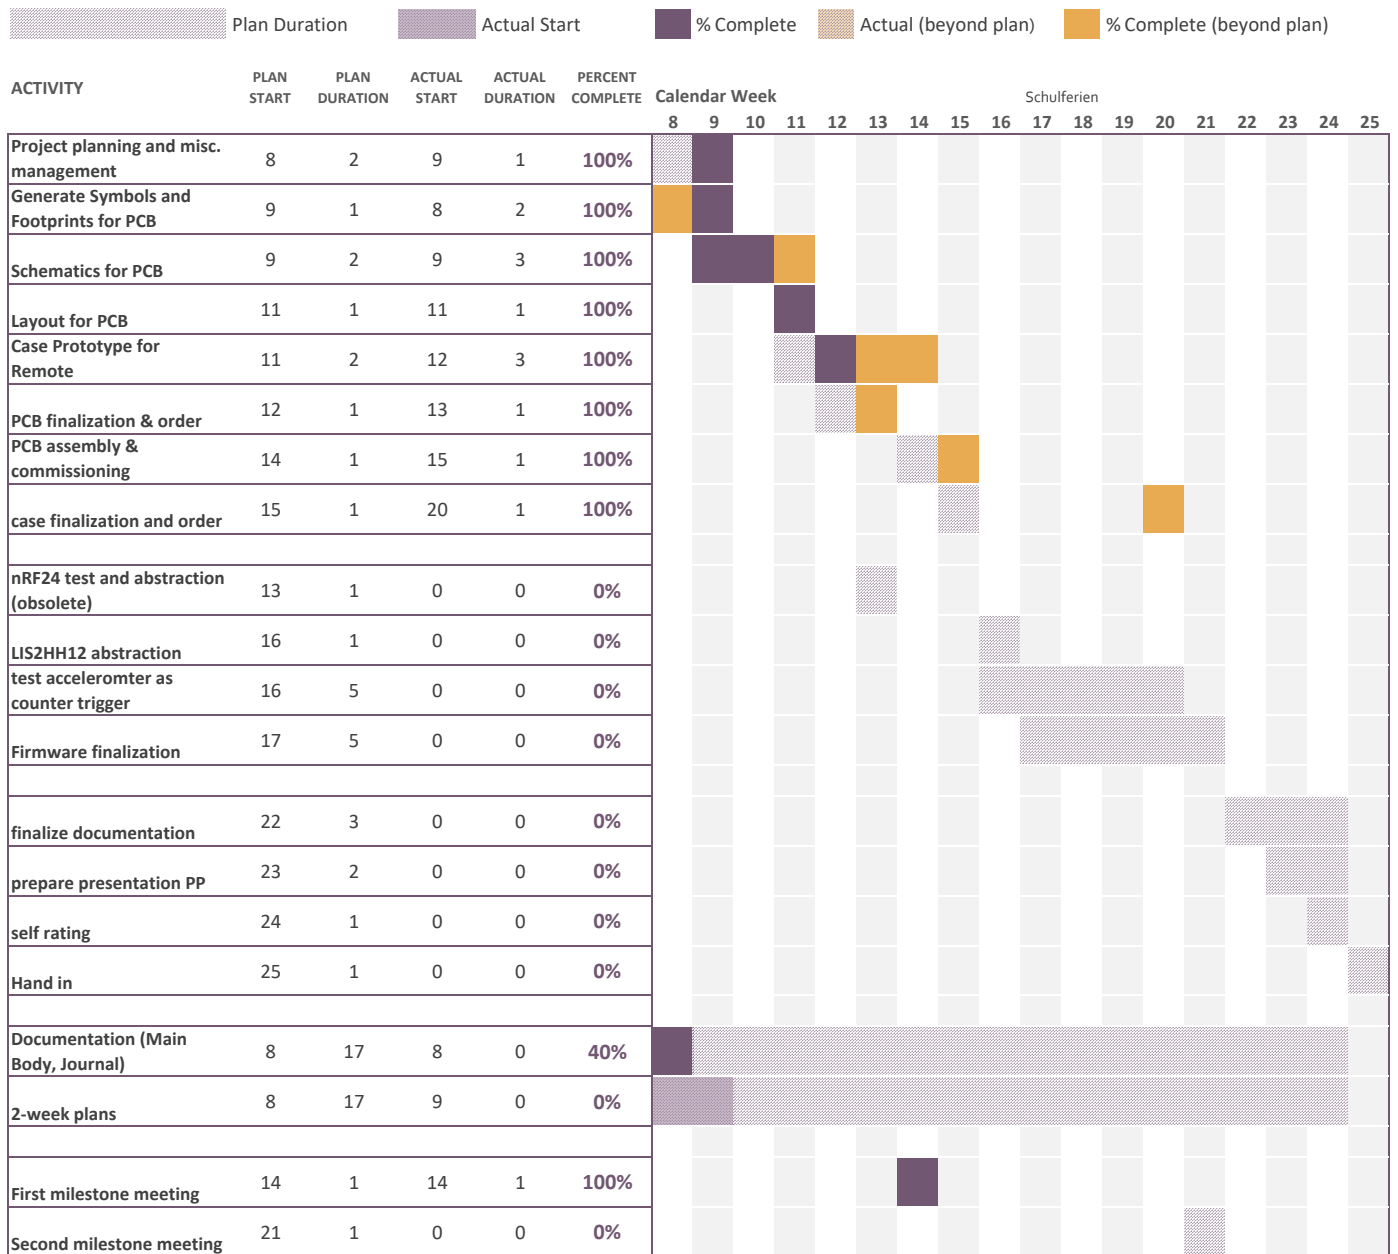 Plan Duration Actual Start % Complete Actual (beyond plan) % Complete (beyond plan)
ACTIVITY PLAN START PLAN DURATION ACTUAL START ACTUAL DURATION PERCENT COMPLETE Calendar Week Schulferien
8 9 10 11 12 13 14 15 16 17 18 19 20 21 22 23 24 25
Project planning and misc.
management 8 2 9 1 100%
Generate Symbols and
Footprints for PCB 9 1 8 2 100%
Schematics for PCB 9 2 9 3 100%
Layout for PCB 11 1 11 1 100%
Case Prototype for
Remote 11 2 12 3 100%
PCB finalization & order 12 1 13 1 100%
PCB assembly &
commissioning 14 1 15 1 100%
case finalization and order 15 1 20 1 100%
nRF24 test and abstraction
(obsolete) 13 1 0 0 0%
LIS2HH12 abstraction 16 1 0 0 0%
test acceleromter as
counter trigger 16 5 0 0 0%
Firmware finalization 17 5 0 0 0%
finalize documentation 22 3 0 0 0%
prepare presentation PP 23 2 0 0 0%
self rating 24 1 0 0 0%
Hand in 25 1 0 0 0%
Documentation (Main
Body, Journal) 8 17 8 0 40%
2-week plans 8 17 9 0 0%
First milestone meeting 14 1 14 1 100%
Second milestone meeting 21 1 0 0 0%